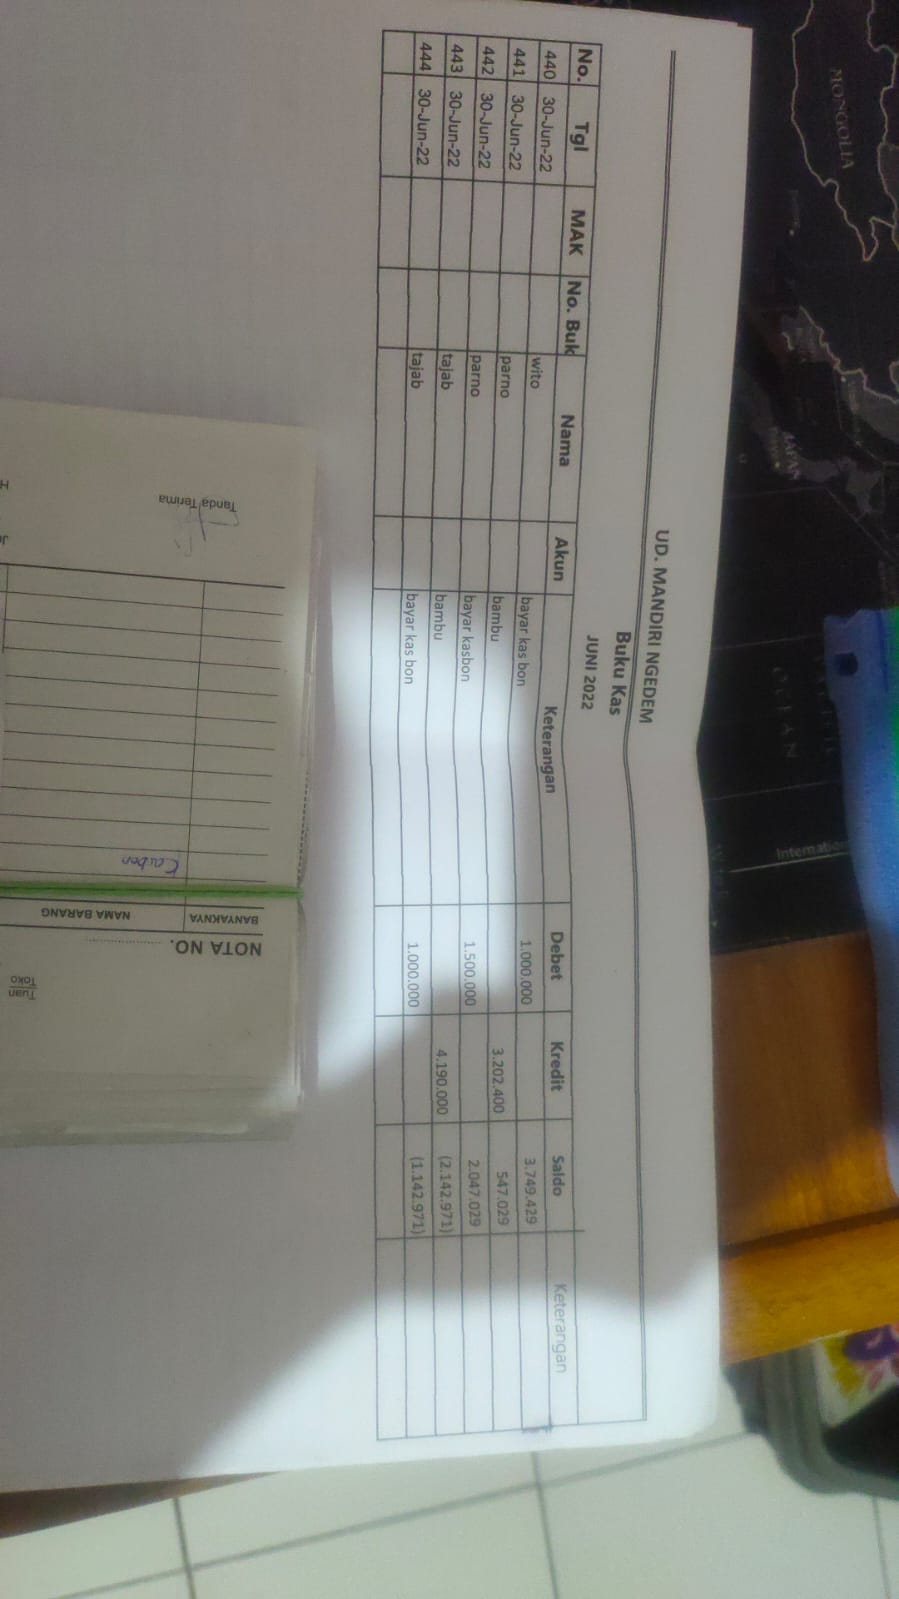 UD. MANDIRI NGEDEM
Buku Kas
JUNI 2022
No. Tgl MAK No. Buk Nama Akun Keterangan Debet Kredit Saldo Keterangan
440 30-Jun-22 wito bayar kas bon 1.000.000 3.749.429
441 30-Jun-22 parno bambu 3.202.400 547.029
442 30-Jun-22 parno bayar kasbon 1.500.000 2.047.029
443 30-Jun-22 tajab bambu 4.190.000 (2.142.971)
444 30-Jun-22 tajab bayar kas bon 1.000.000 (1.142.971)
Tuan
Toko
NOTA NO.
BANYAKNYA NAMA BARANG
Tanda Terima
MONGOLIA
JAPAN
OCEAN